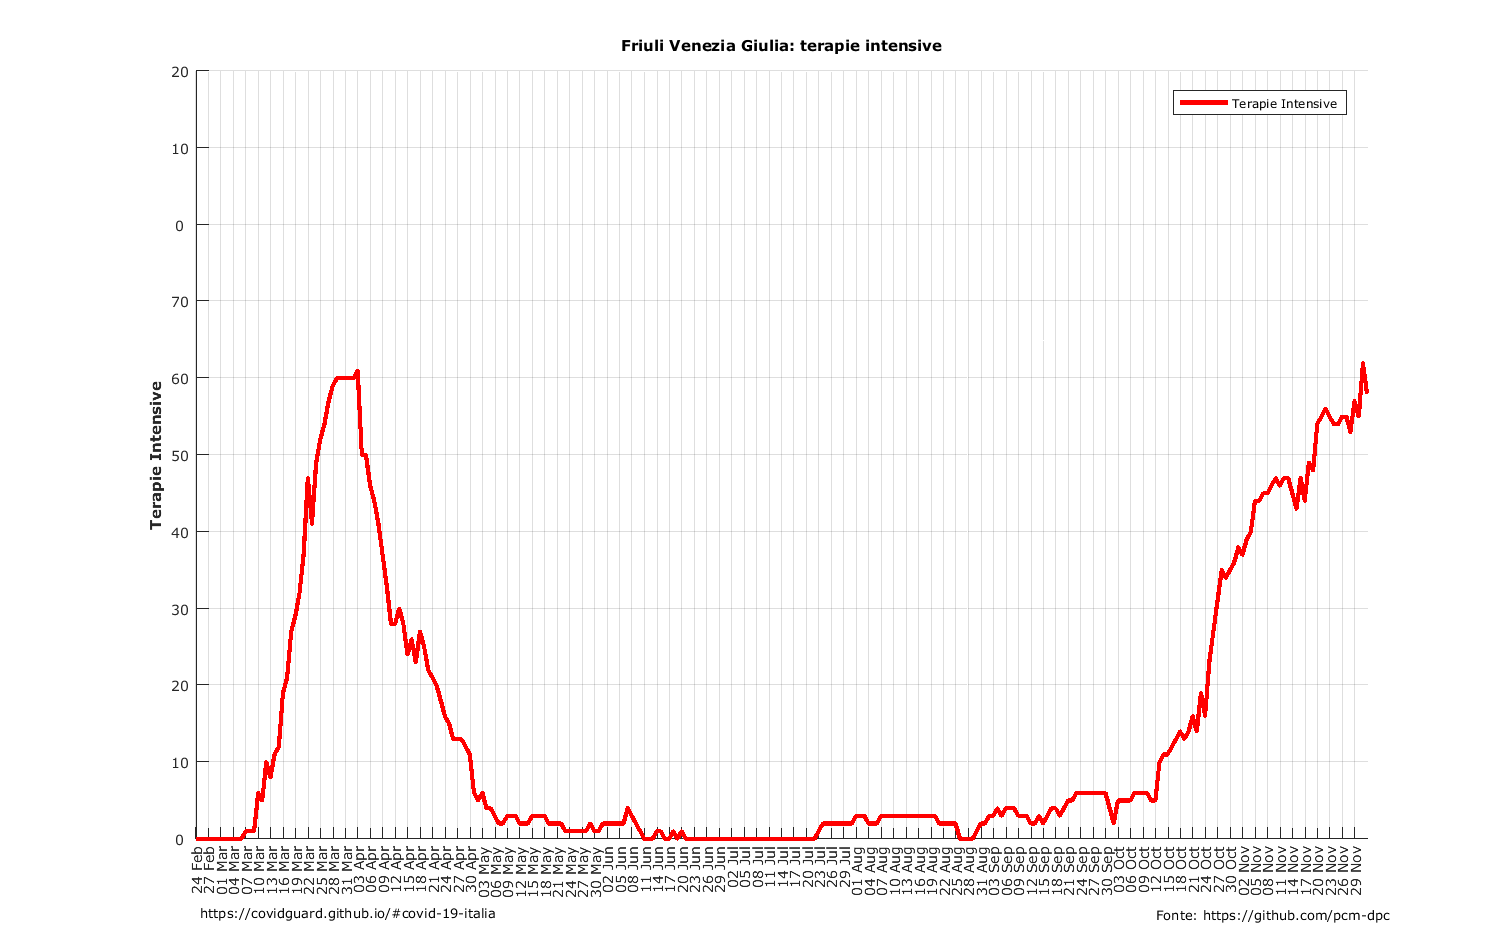 Friuli Venezia Giulia: terapie intensive
Terapie Intensive
Terapie Intensive
20
10
0
70
60
50
40
30
20
10
0
24 Feb
27 Feb
01 Mar
04 Mar
07 Mar
10 Mar
13 Mar
16 Mar
19 Mar
22 Mar
25 Mar
28 Mar
31 Mar
03 Apr
06 Apr
09 Apr
12 Apr
15 Apr
18 Apr
21 Apr
24 Apr
27 Apr
30 Apr
03 May
06 May
09 May
12 May
15 May
18 May
21 May
24 May
27 May
30 May
02 Jun
05 Jun
08 Jun
11 Jun
14 Jun
17 Jun
20 Jun
23 Jun
26 Jun
29 Jun
02 Jul
05 Jul
08 Jul
11 Jul
14 Jul
17 Jul
20 Jul
23 Jul
26 Jul
29 Jul
01 Aug
04 Aug
07 Aug
10 Aug
13 Aug
16 Aug
19 Aug
22 Aug
25 Aug
28 Aug
31 Aug
03 Sep
06 Sep
09 Sep
12 Sep
15 Sep
18 Sep
21 Sep
24 Sep
27 Sep
30 Sep
03 Oct
06 Oct
09 Oct
12 Oct
15 Oct
18 Oct
21 Oct
24 Oct
27 Oct
30 Oct
02 Nov
05 Nov
08 Nov
11 Nov
14 Nov
17 Nov
20 Nov
23 Nov
26 Nov
29 Nov
https://covidguard.github.io/#covid-19-italia
Fonte: https://github.com/pcm-dpc